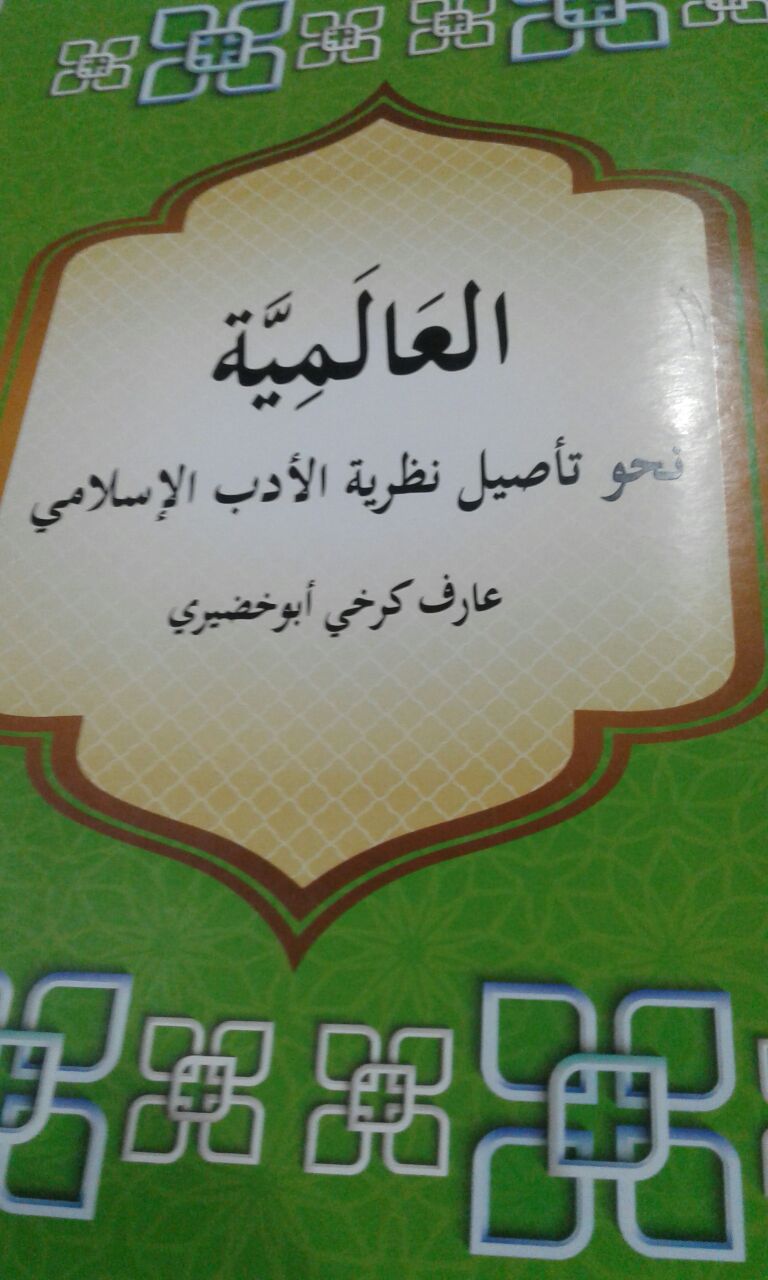 العَالَمِيَّة
نحو تأصيل نظرية الأدب الإسلامي
عارف كرخي أبوخضيري